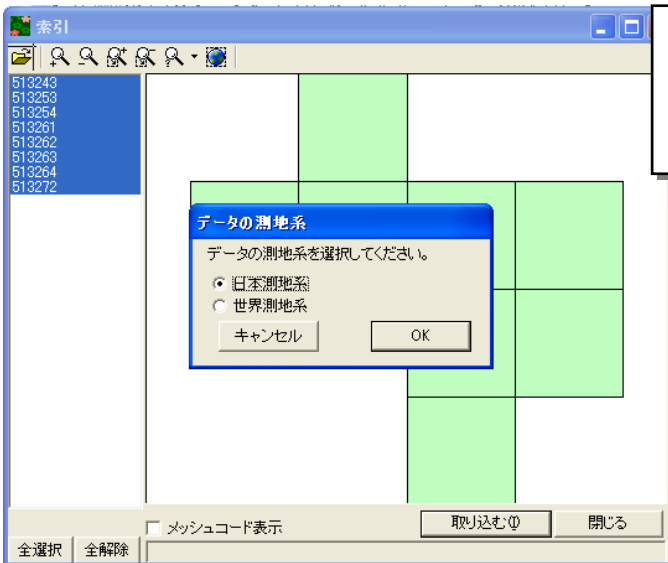 索引
513243
513253
513254
513261
513262
513263
513264
513272
データの測地系
データの測地系を選択してください。
日本測地系
世界測地系
キャンセル
OK
メッシュコード表示
取り込む(I)
閉じる
全選択
全解除